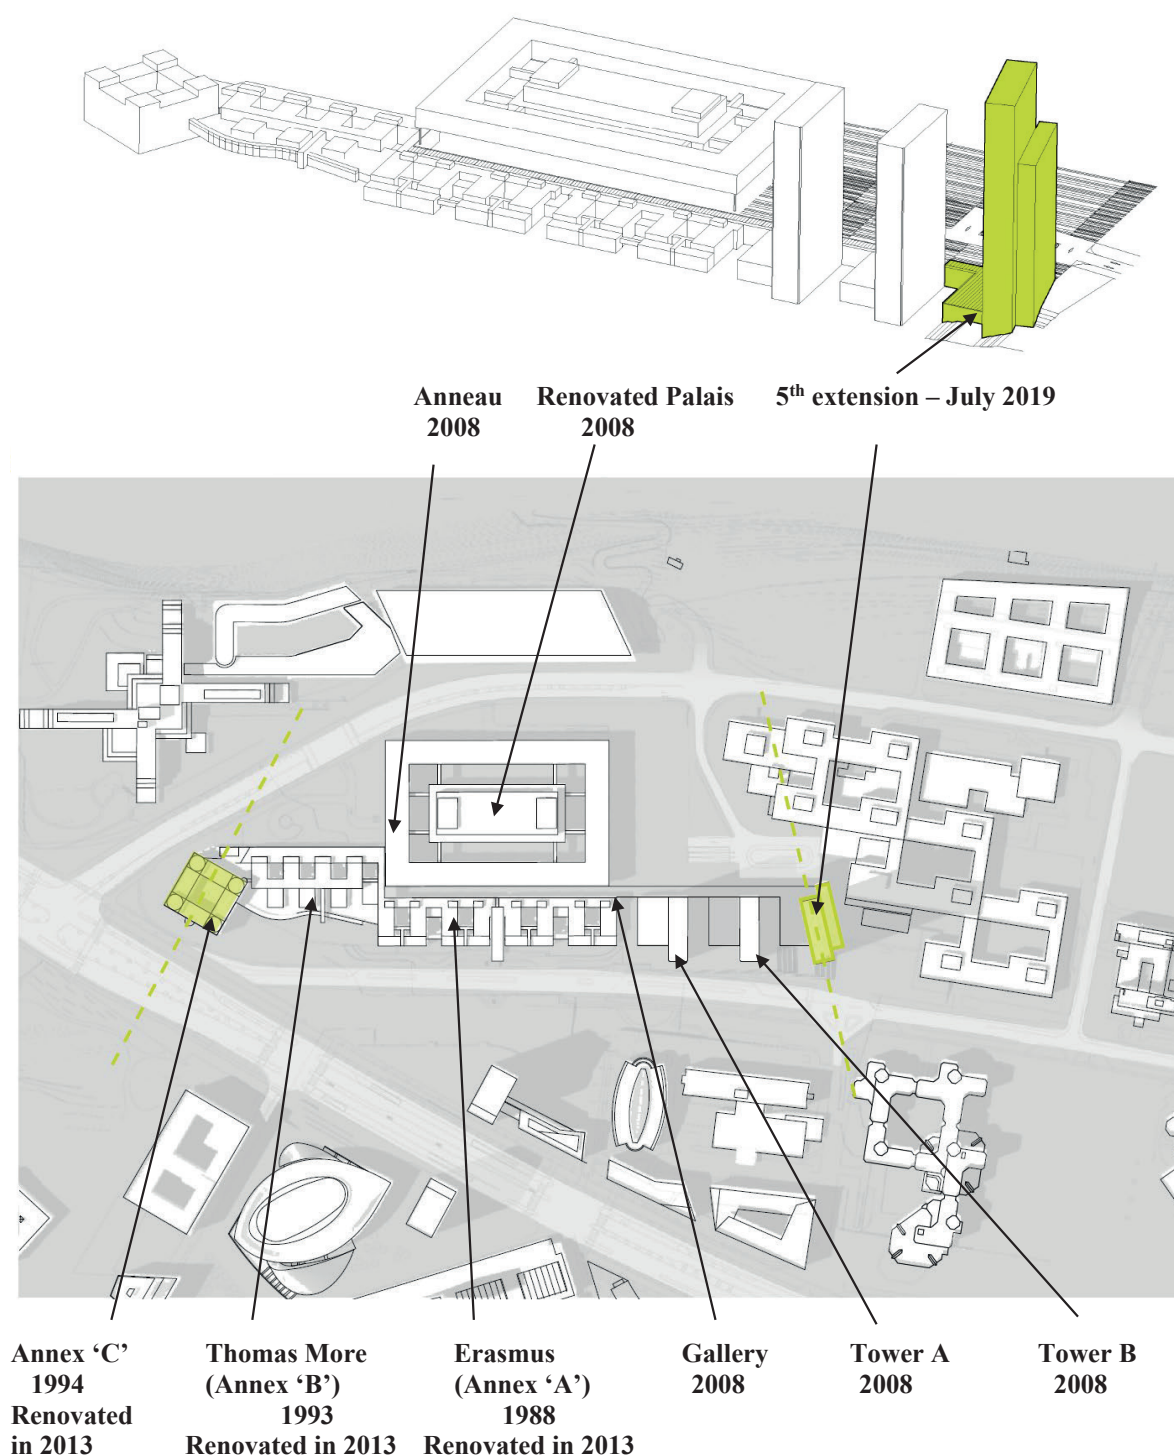 Anneau Renovated Palais 5th extension – July 2019
2008 2008
Annex ‘C’ Thomas More Erasmus Gallery Tower A Tower B
1994 (Annex ‘B’) (Annex ‘A’) 2008 2008 2008
Renovated 1993 1988
in 2013 Renovated in 2013 Renovated in 2013